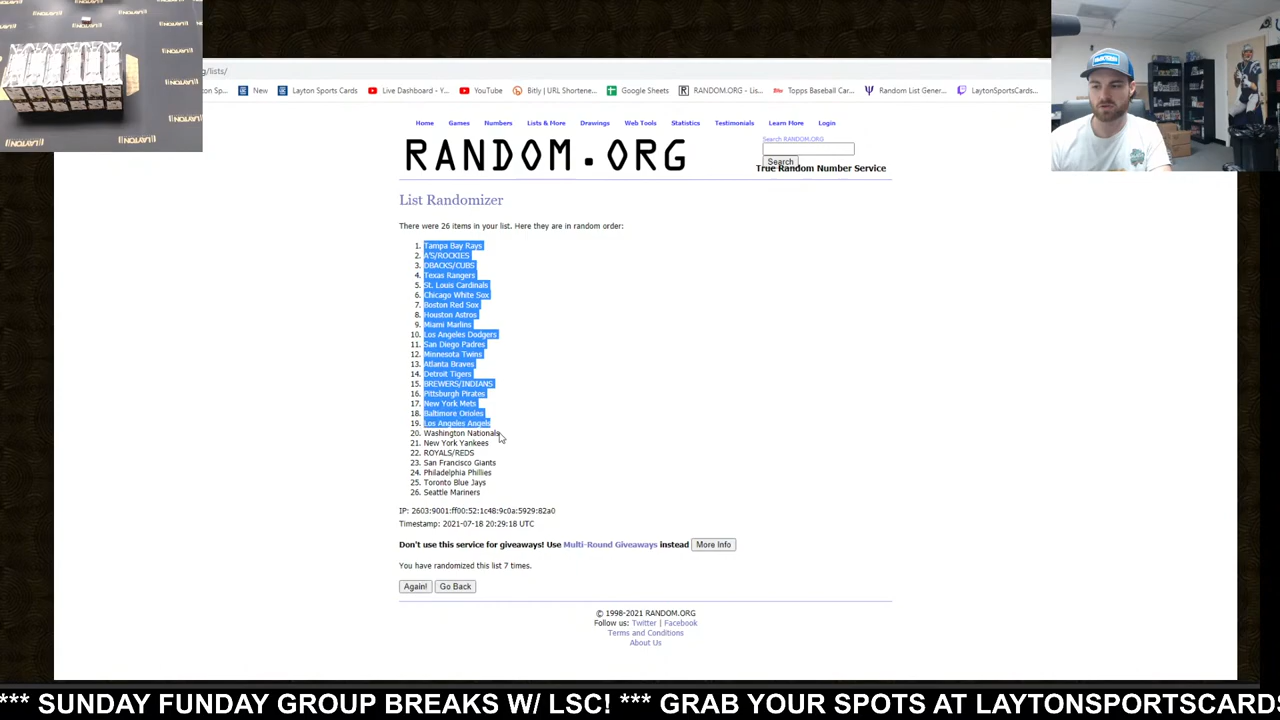 g/lists/
on Sp... New Layton Sports Cards Live Dashboard - Y... YouTube Bitly | URL Shortene... Google Sheets RANDOM.ORG - Lis... Topps Baseball Car... Random List Gener... LaytonSportsCards...
Home Games Numbers Lists & More Drawings Web Tools Statistics Testimonials Learn More Login
RANDOM.ORG
Search RANDOM.ORG
Search
True Random Number Service
List Randomizer
There were 26 items in your list. Here they are in random order:
1. Tampa Bay Rays
2. A'S/ROCKIES
3. DBACKS/CUBS
4. Texas Rangers
5. St. Louis Cardinals
6. Chicago White Sox
7. Boston Red Sox
8. Houston Astros
9. Miami Marlins
10. Los Angeles Dodgers
11. San Diego Padres
12. Minnesota Twins
13. Atlanta Braves
14. Detroit Tigers
15. BREWERS/INDIANS
16. Pittsburgh Pirates
17. New York Mets
18. Baltimore Orioles
19. Los Angeles Angels
20. Washington Nationals
21. New York Yankees
22. ROYALS/REDS
23. San Francisco Giants
24. Philadelphia Phillies
25. Toronto Blue Jays
26. Seattle Mariners
IP: 2603:9001:ff00:52:1c48:9c0a:5929:82a0
Timestamp: 2021-07-18 20:29:18 UTC
Don't use this service for giveaways! Use Multi-Round Giveaways instead More Info
You have randomized this list 7 times.
Again! Go Back
© 1998-2021 RANDOM.ORG
Follow us: Twitter | Facebook
Terms and Conditions
About Us
*** SUNDAY FUNDAY GROUP BREAKS W/ LSC! *** GRAB YOUR SPOTS AT LAYTONSPORTSCARDS